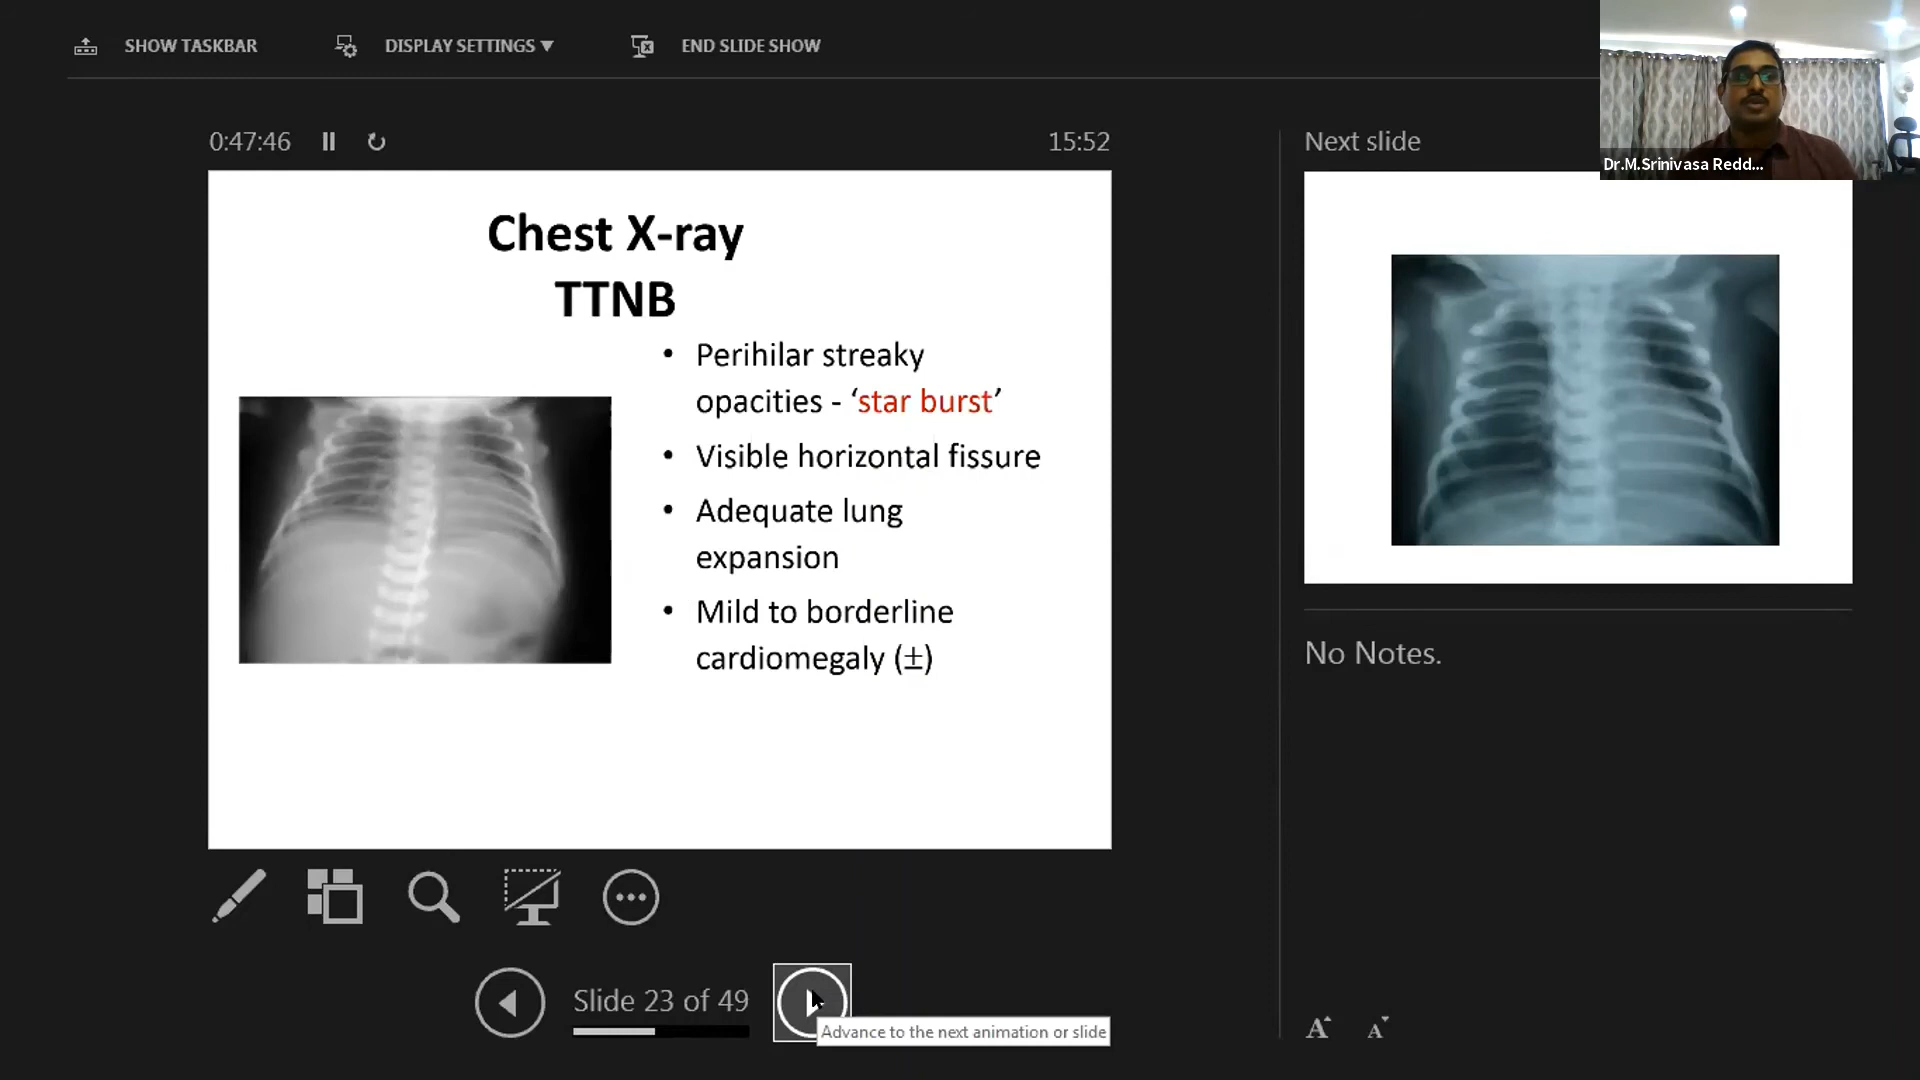 SHOW TASKBAR DISPLAY SETTINGS ▼ END SLIDE SHOW
Dr.M.Srinivasa Redd...
0:47:46 15:52
Chest X-ray
TTNB
• Perihilar streaky
opacities - ‘star burst’
• Visible horizontal fissure
• Adequate lung
expansion
• Mild to borderline
cardiomegaly (±)
Slide 23 of 49
Advance to the next animation or slide
Next slide
No Notes.
A A